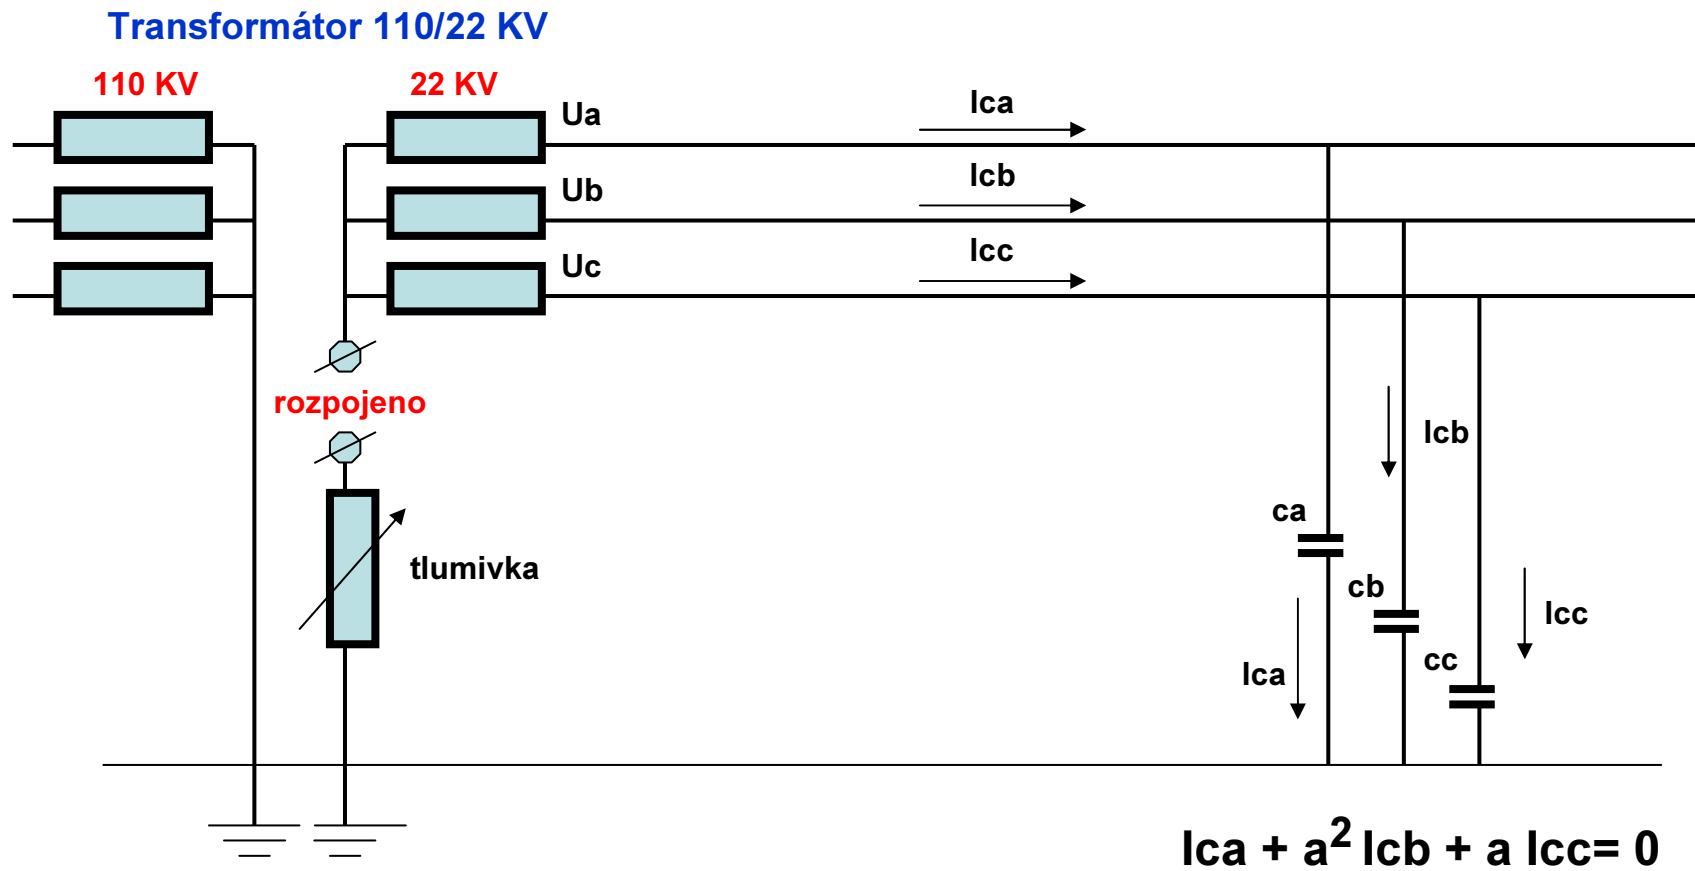 Transformátor 110/22 KV
110 KV
22 KV
Ua
Ica
Ub
Icb
Uc
Icc
rozpojeno
Icb
ca
tlumivka
cb
Icc
cc
Ica
Ica + a² Icb + a Icc= 0